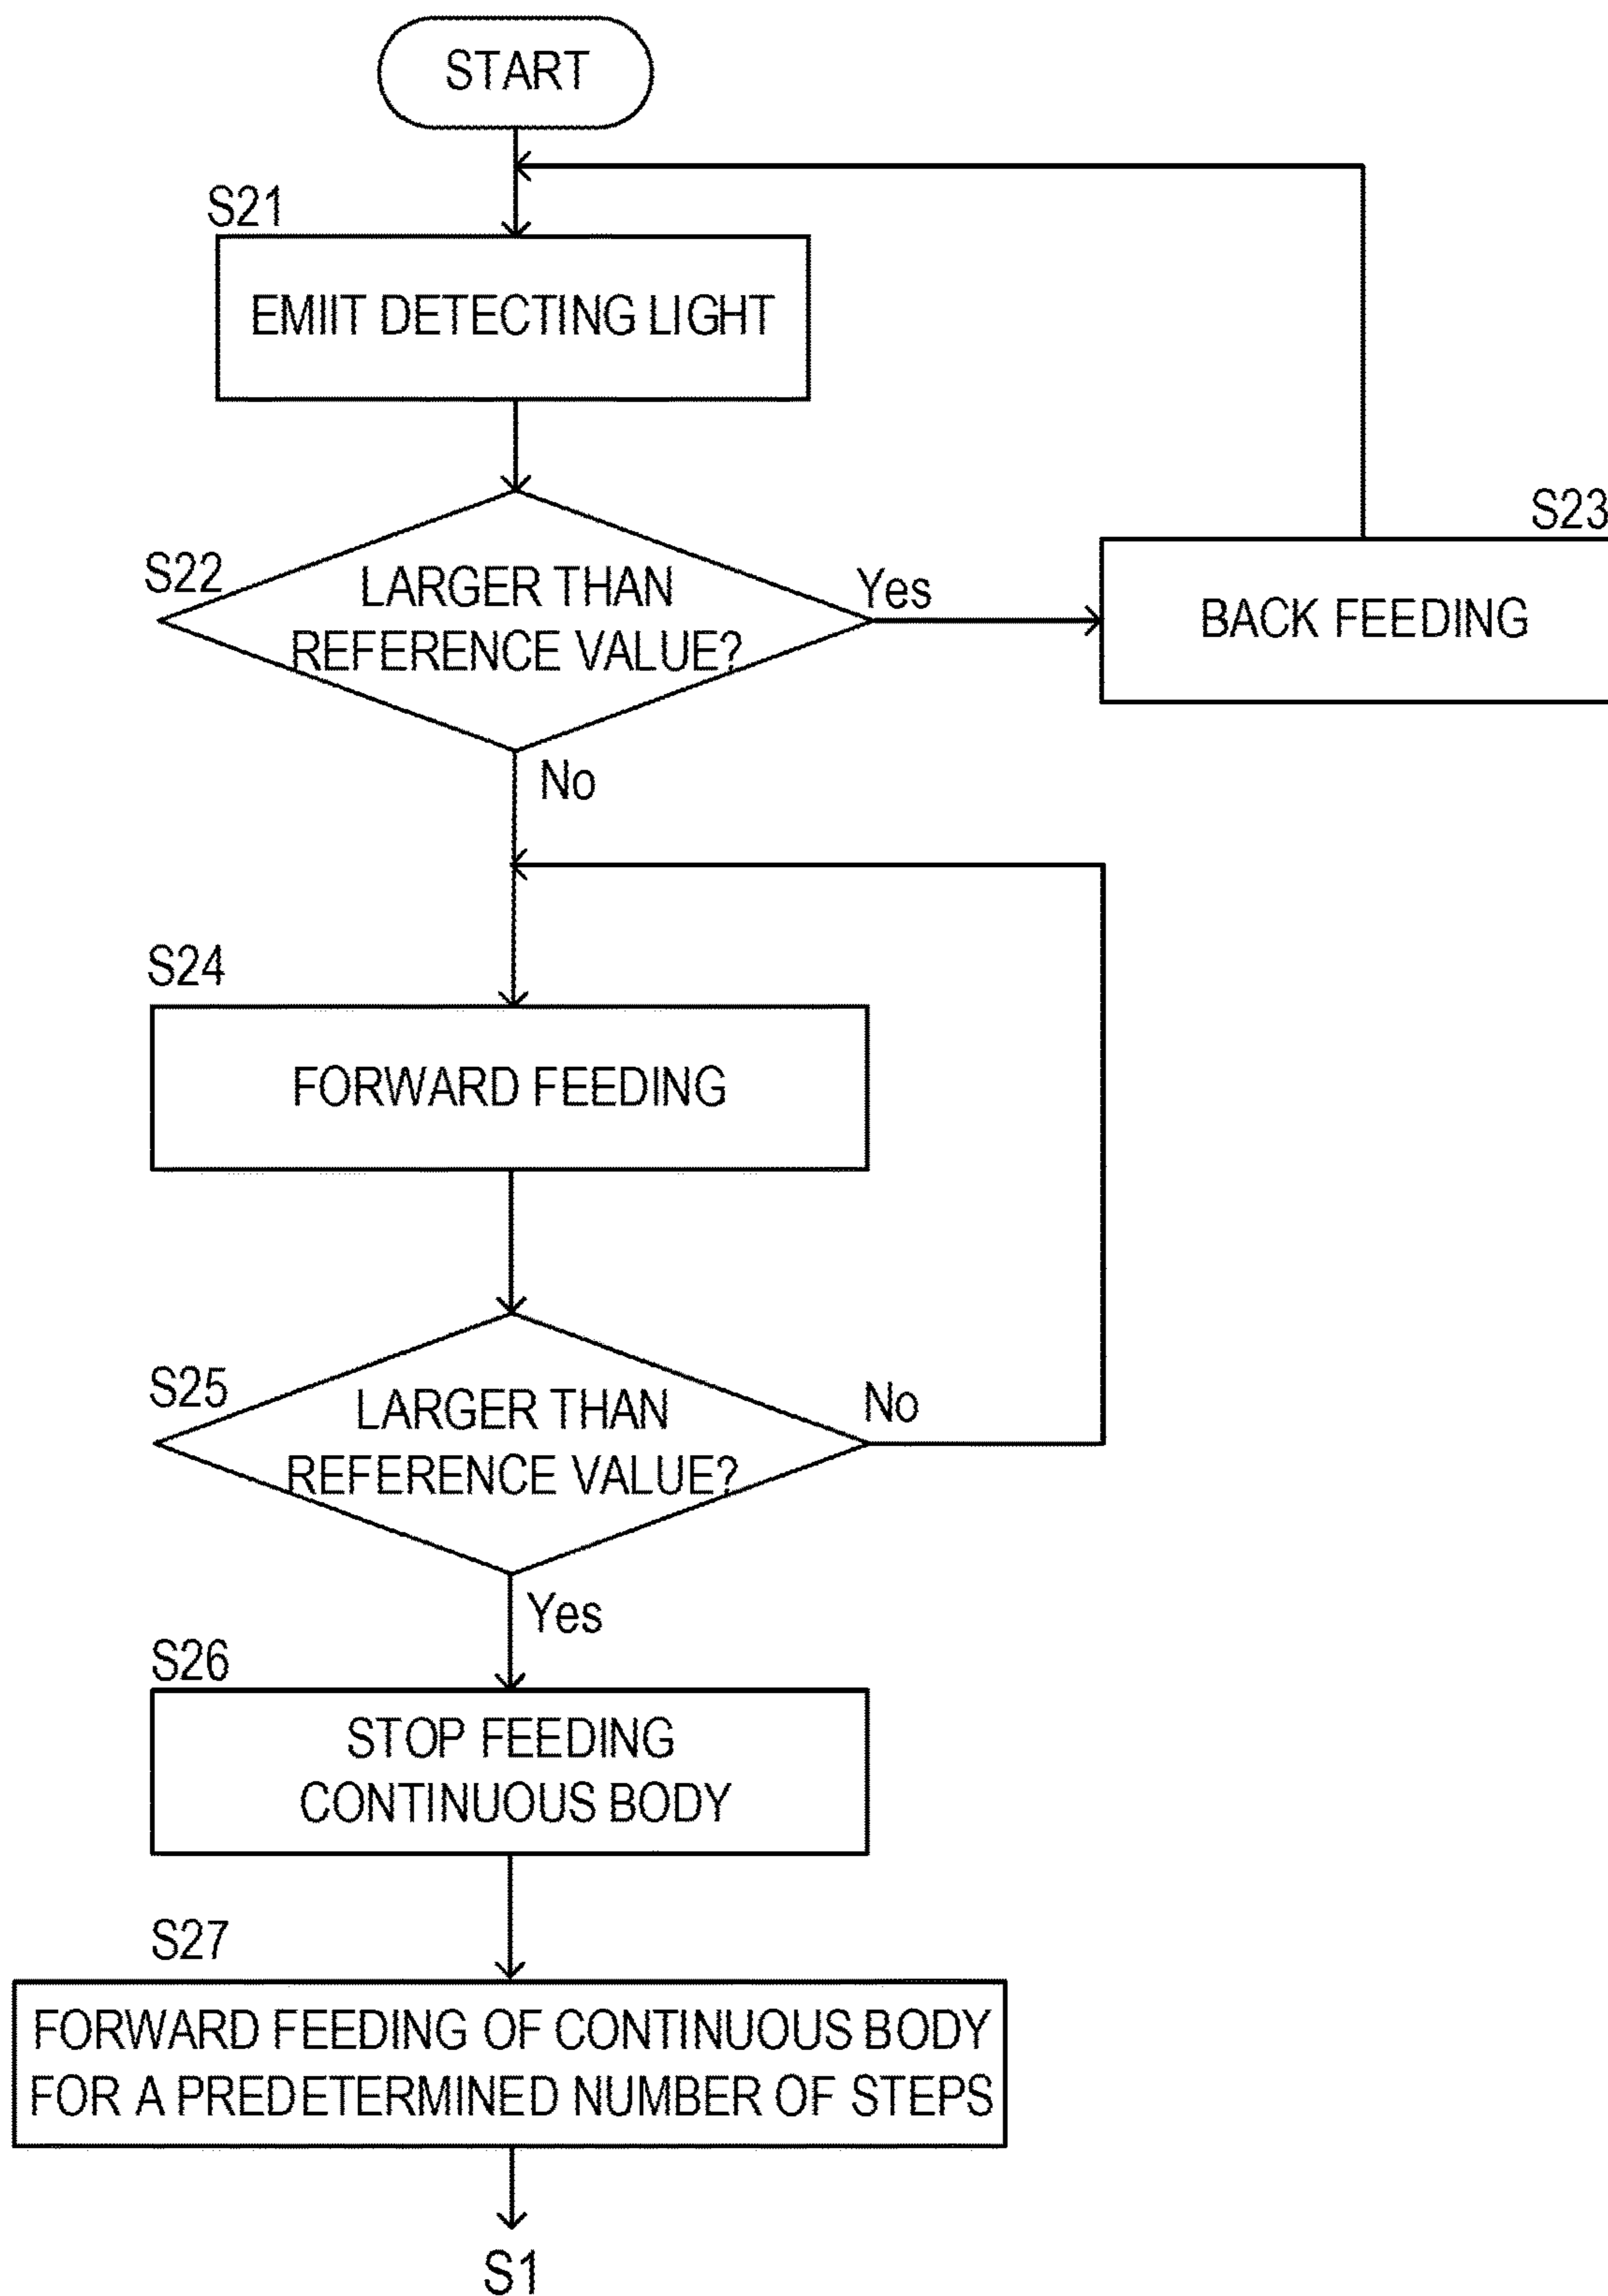 START
S21
EMIIT DETECTING LIGHT
S22
LARGER THAN
REFERENCE VALUE?
Yes
S23
BACK FEEDING
No
S24
FORWARD FEEDING
S25
LARGER THAN
REFERENCE VALUE?
No
Yes
S26
STOP FEEDING
CONTINUOUS BODY
S27
FORWARD FEEDING OF CONTINUOUS BODY
FOR A PREDETERMINED NUMBER OF STEPS
S1